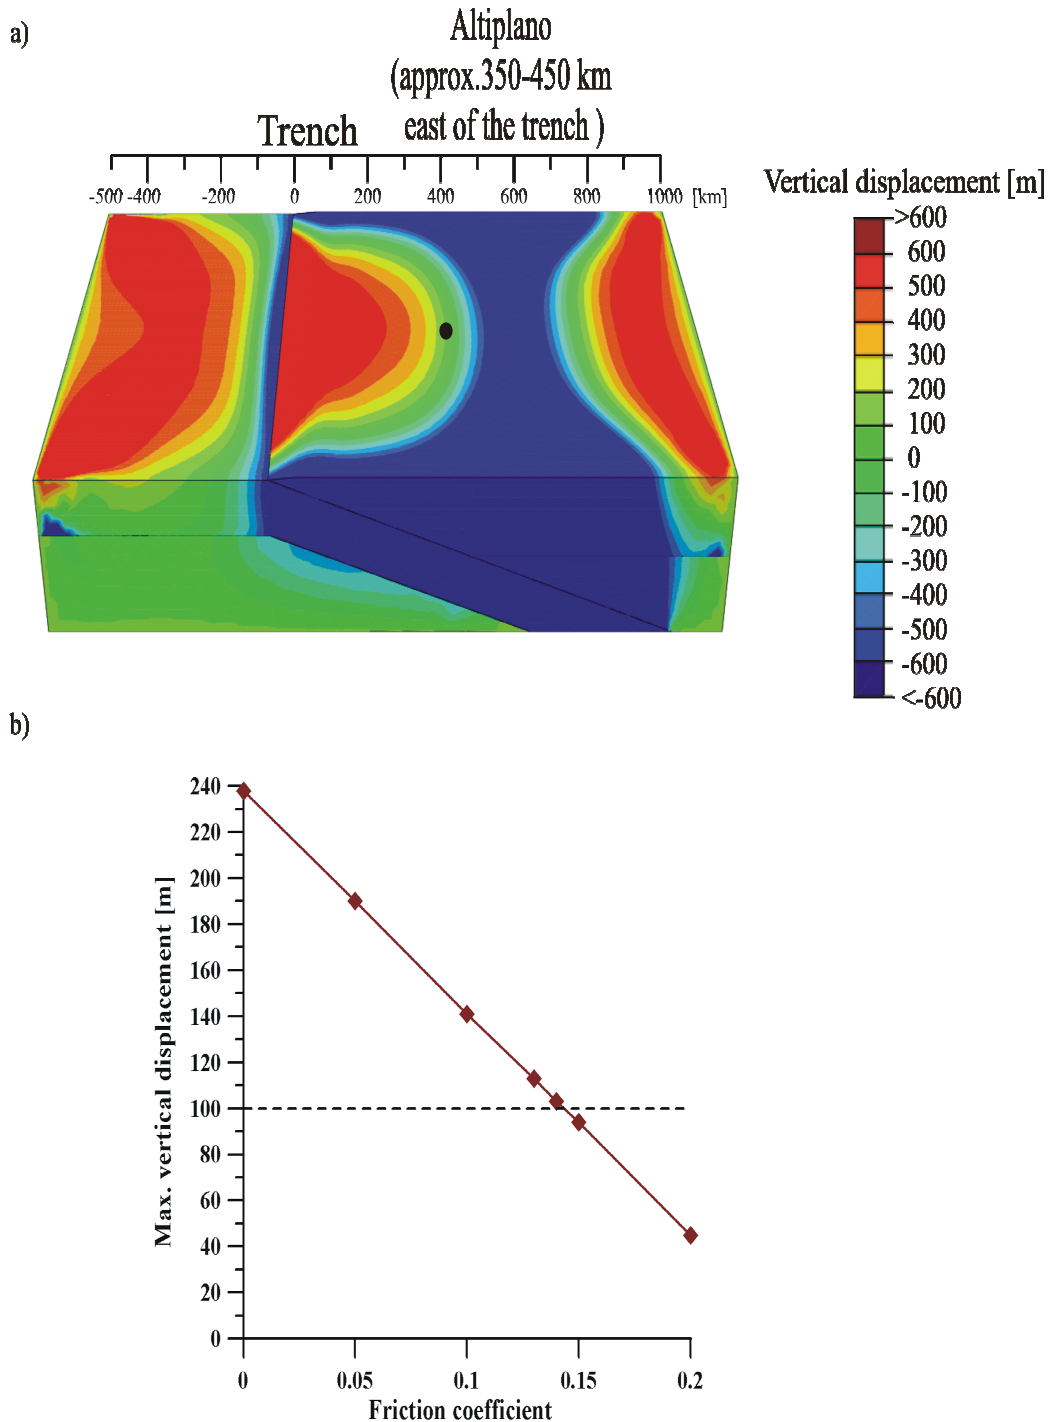 a)
Altiplano
(approx.350-450 km
east of the trench )
Trench
-500 -400 -200 0 200 400 600 800 1000 [km]
Vertical displacement [m]
>600
600
500
400
300
200
100
0
-100
-200
-300
-400
-500
-600
<-600
b)
240
220
200
180
160
140
120
100
80
60
40
20
0
Max. vertical displacement [m]
0 0.05 0.1 0.15 0.2
Friction coefficient